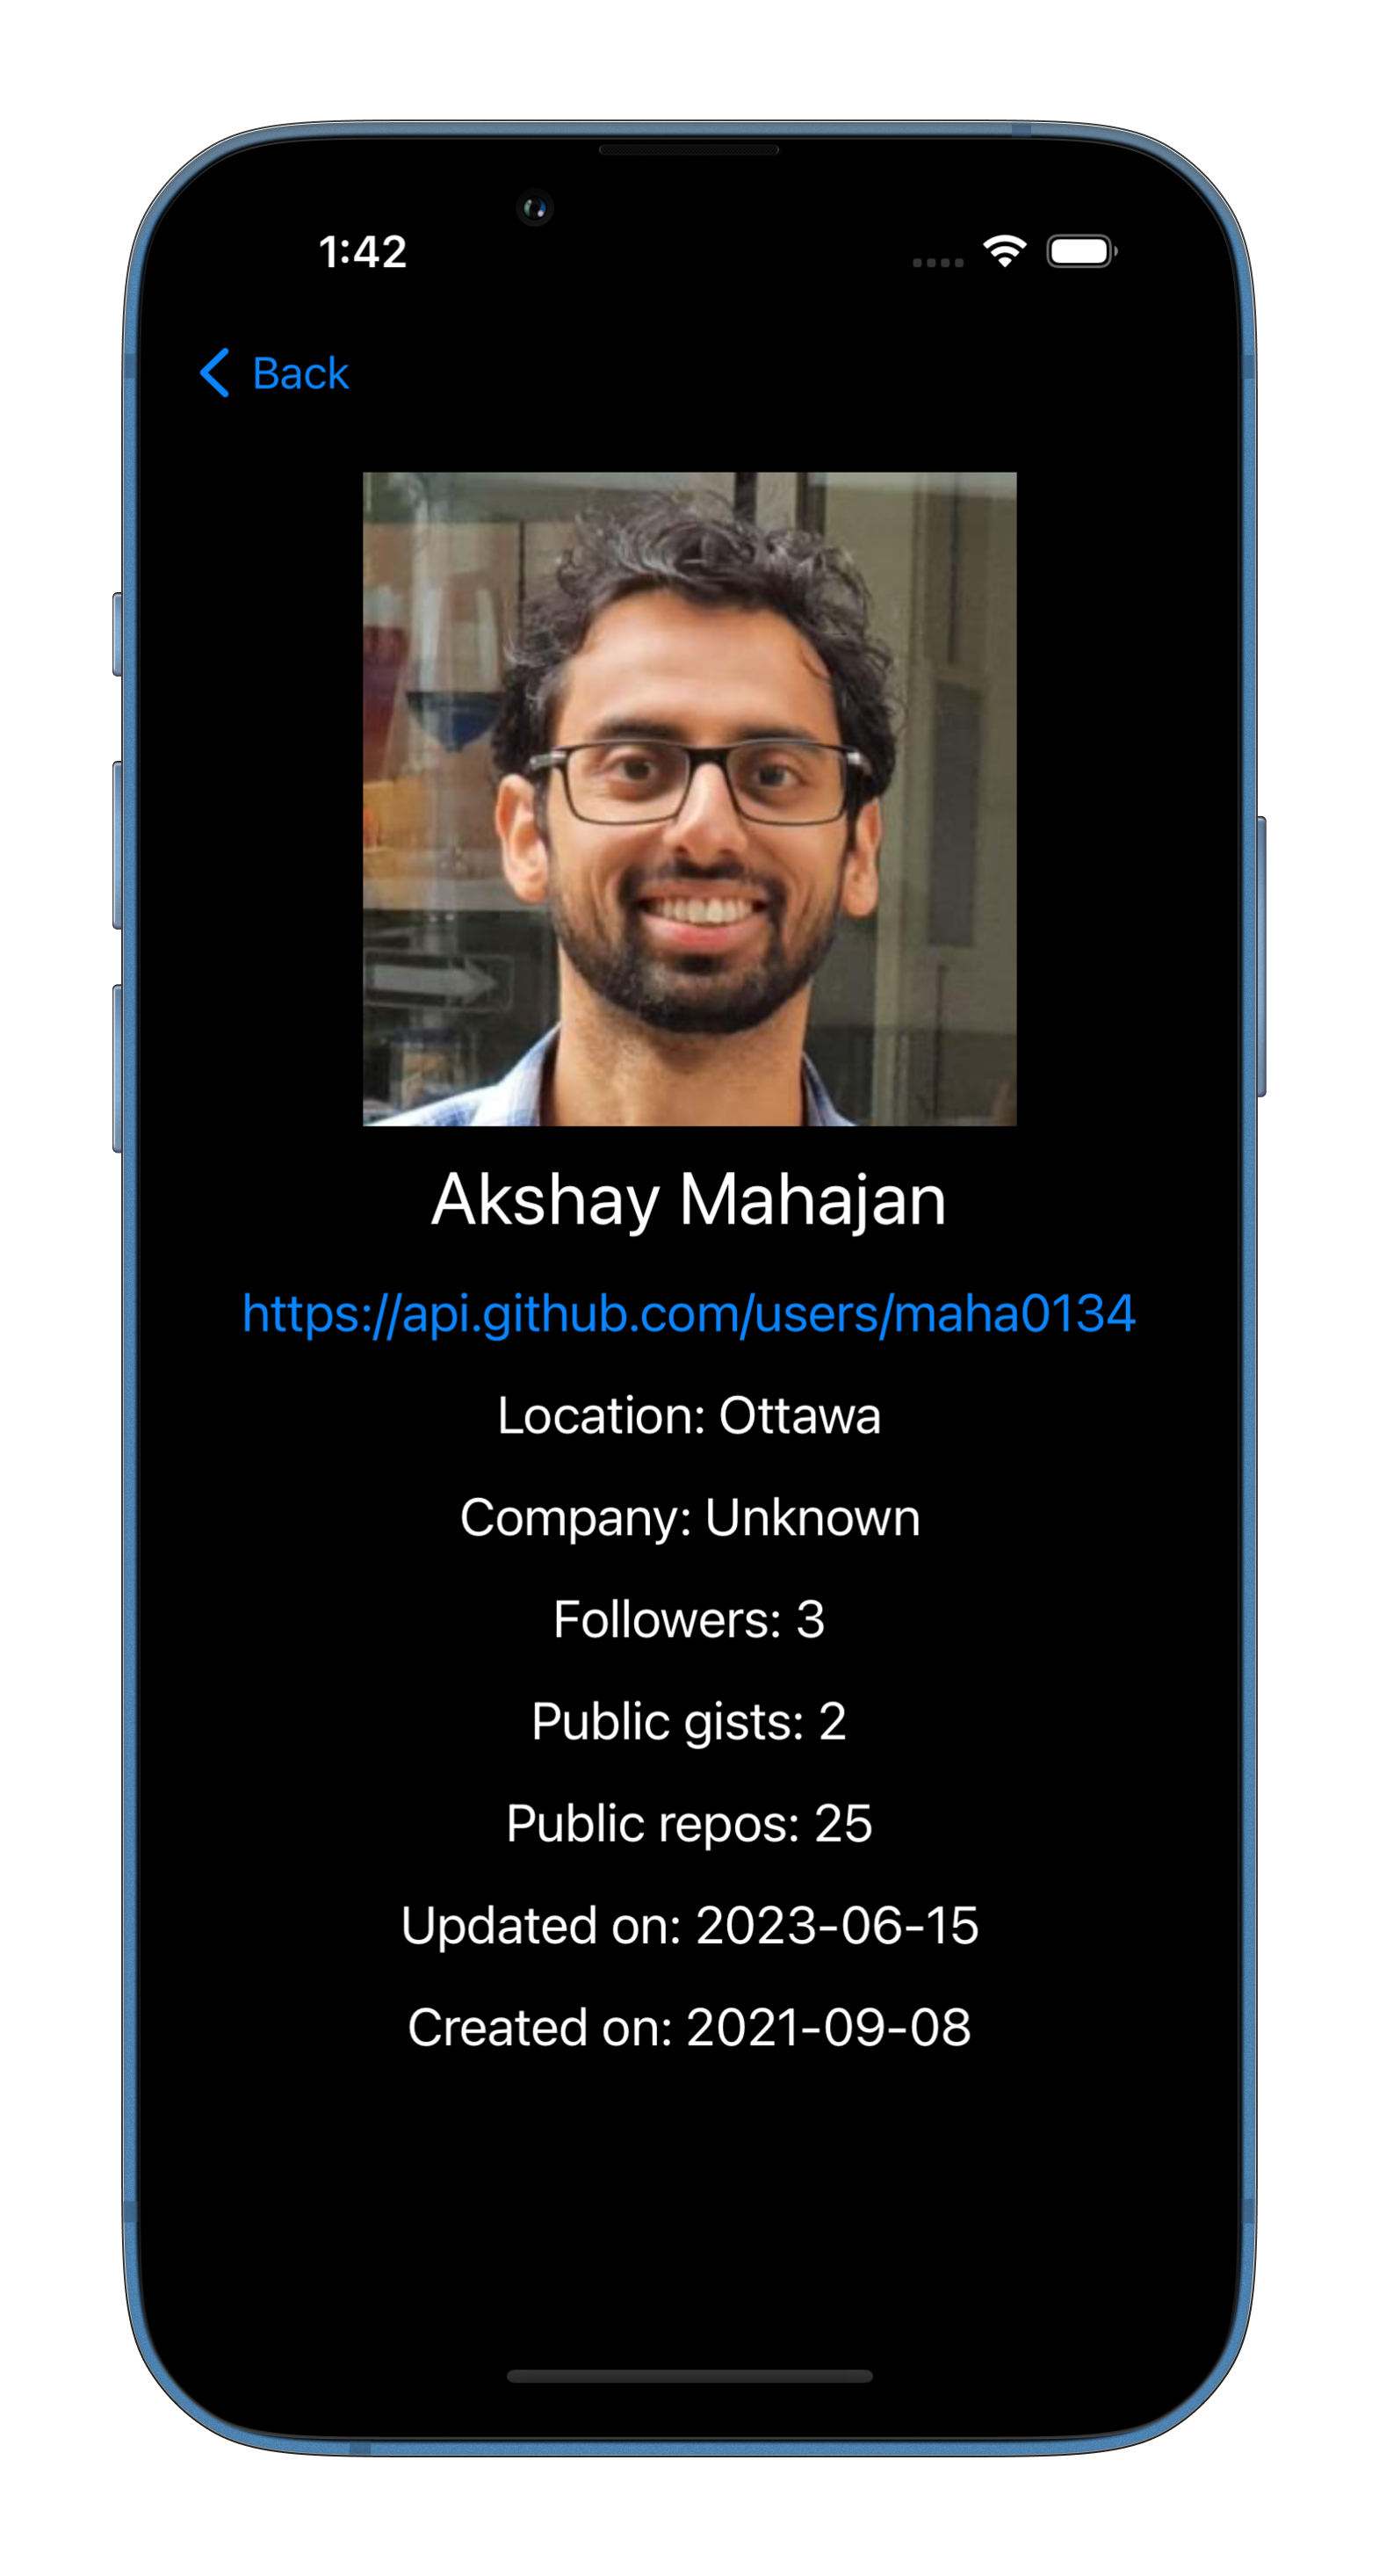 1:42
Back
Akshay Mahajan
https://api.github.com/users/maha0134
Location: Ottawa
Company: Unknown
Followers: 3
Public gists: 2
Public repos: 25
Updated on: 2023-06-15
Created on: 2021-09-08